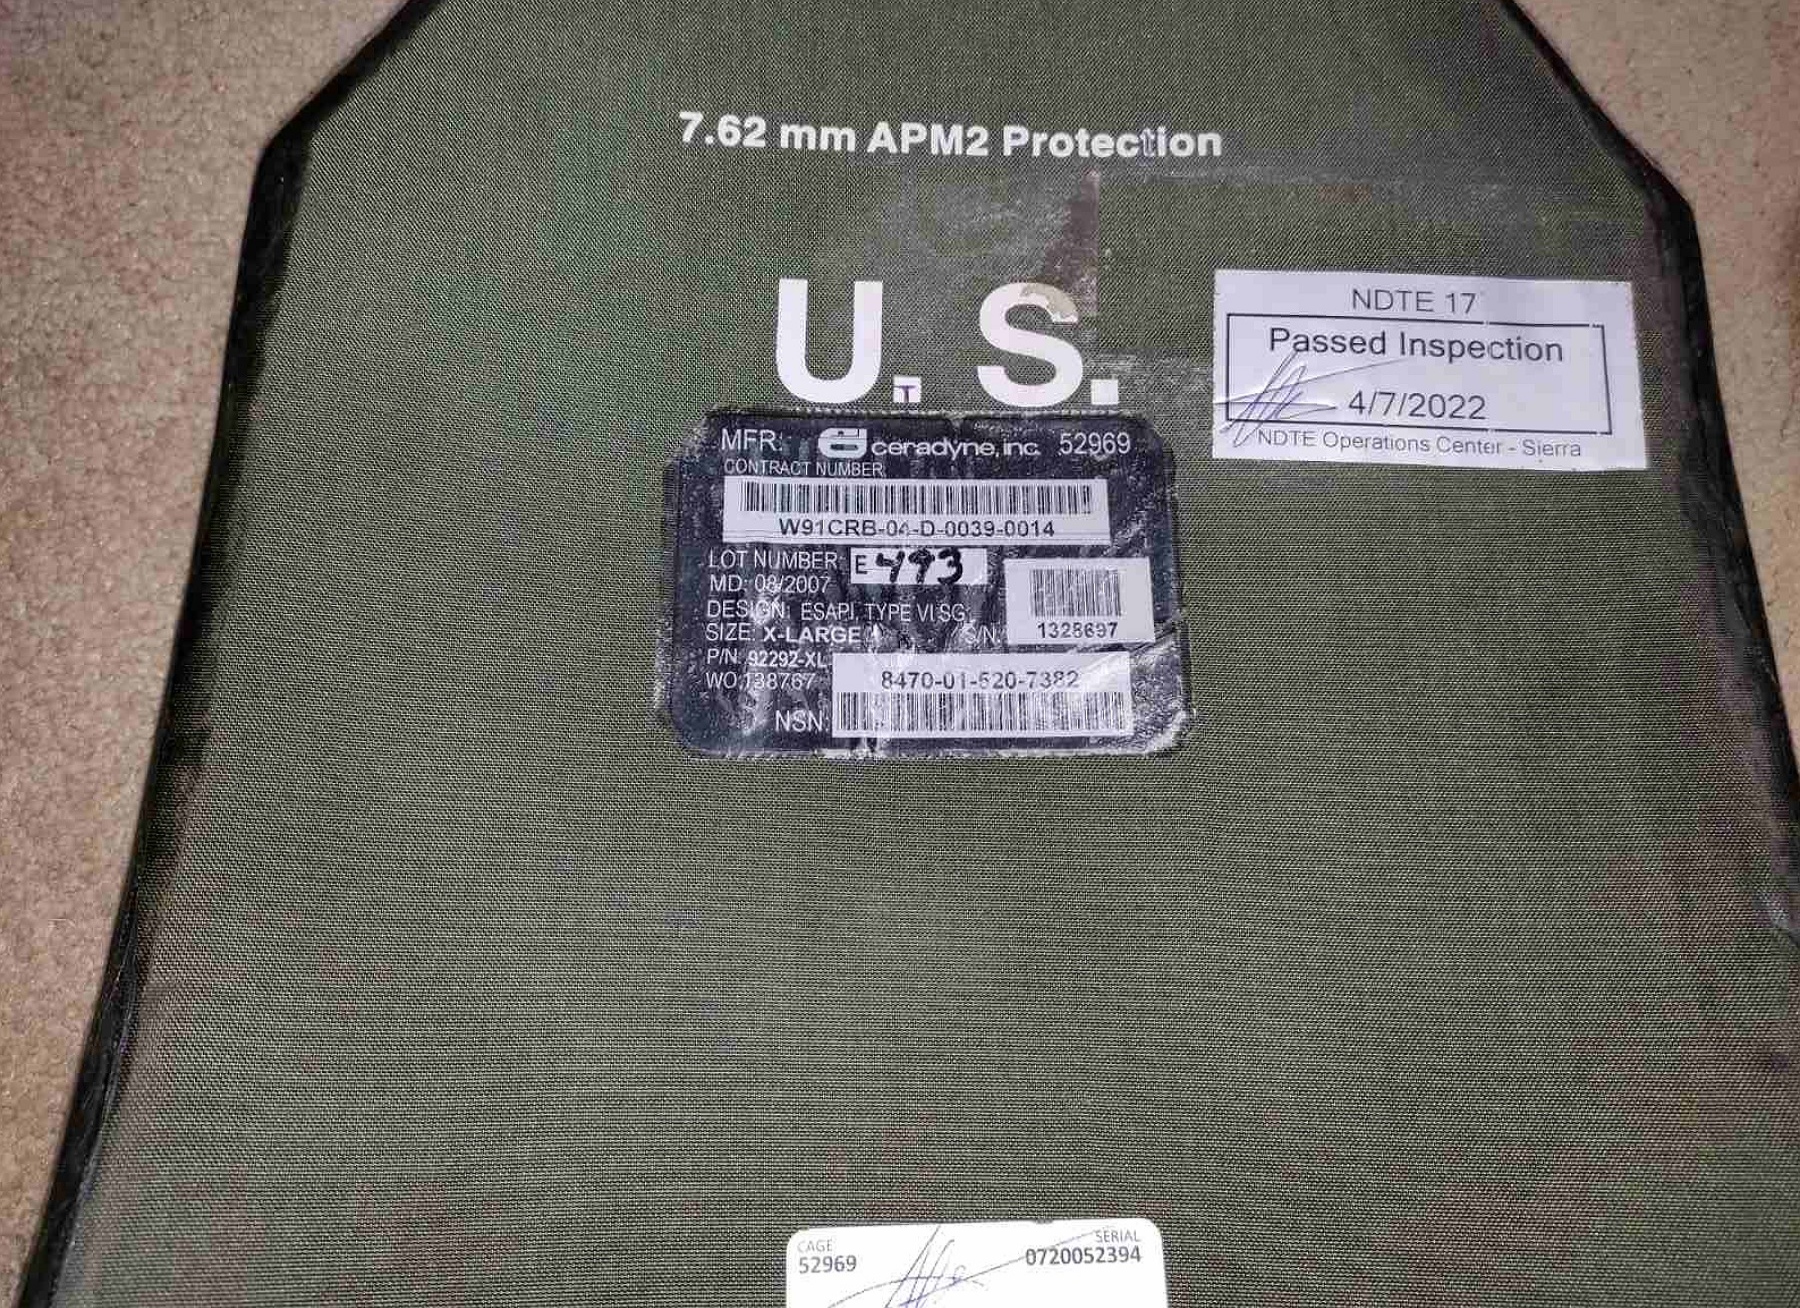 7.62 mm APM2 Protection
U. S.
T
NDTE 17
Passed Inspection
4/7/2022
NDTE Operations Center - Sierra
MFR: ceradyne, inc. 52969
CONTRACT NUMBER:
W91CRB-04-D-0039-0014
LOT NUMBER: E 493
MD: 08/2007
DESIGN: ESAPI, TYPE VI SG;
SIZE: X-LARGE S/N: 1328697
P/N: 92292-XL
WO 138767 8470-01-520-7382
NSN:
CAGE SERIAL
52969 0720052394